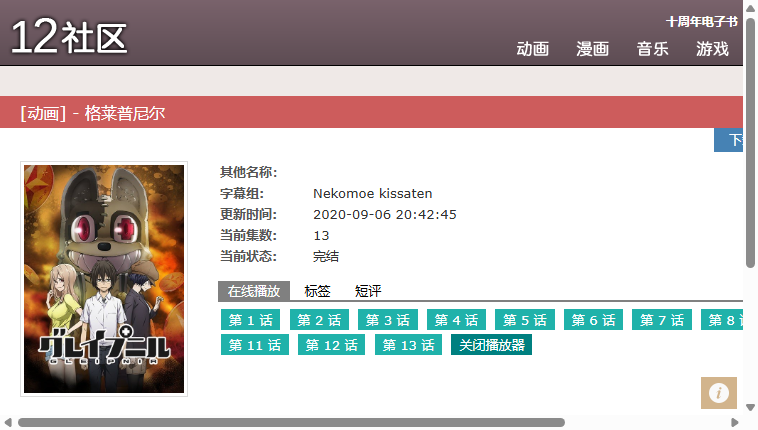 12社区
十周年电子书
动画 漫画 音乐 游戏
[动画] - 格莱普尼尔
其他名称:
字幕组: Nekomoe kissaten
更新时间: 2020-09-06 20:42:45
当前集数: 13
当前状态: 完结
在线播放 标签 短评
第 1 话 第 2 话 第 3 话 第 4 话 第 5 话 第 6 话 第 7 话 第 8
第 11 话 第 12 话 第 13 话 关闭播放器
グレイプニル
GLEIPNIR